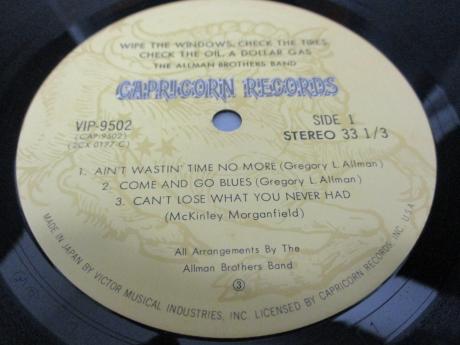 WIPE THE WINDOWS, CHECK THE TIRES,
CHECK THE OIL, A DOLLAR GAS
THE ALLMAN BROTHERS BAND
CAPRICORN RECORDS
VIP-9502
(CAP-9502)
(2CX 0177 C)
SIDE 1
STEREO 33 1/3
1. AIN'T WASTIN' TIME NO MORE (Gregory L. Allman)
2. COME AND GO BLUES (Gregory L. Allman)
3. CAN'T LOSE WHAT YOU NEVER HAD
(McKinley Morganfield)
All Arrangements By The
Allman Brothers Band
③
MADE IN JAPAN BY VICTOR MUSICAL INDUSTRIES, INC. LICENSED BY CAPRICORN RECORDS INC. U.S.A.